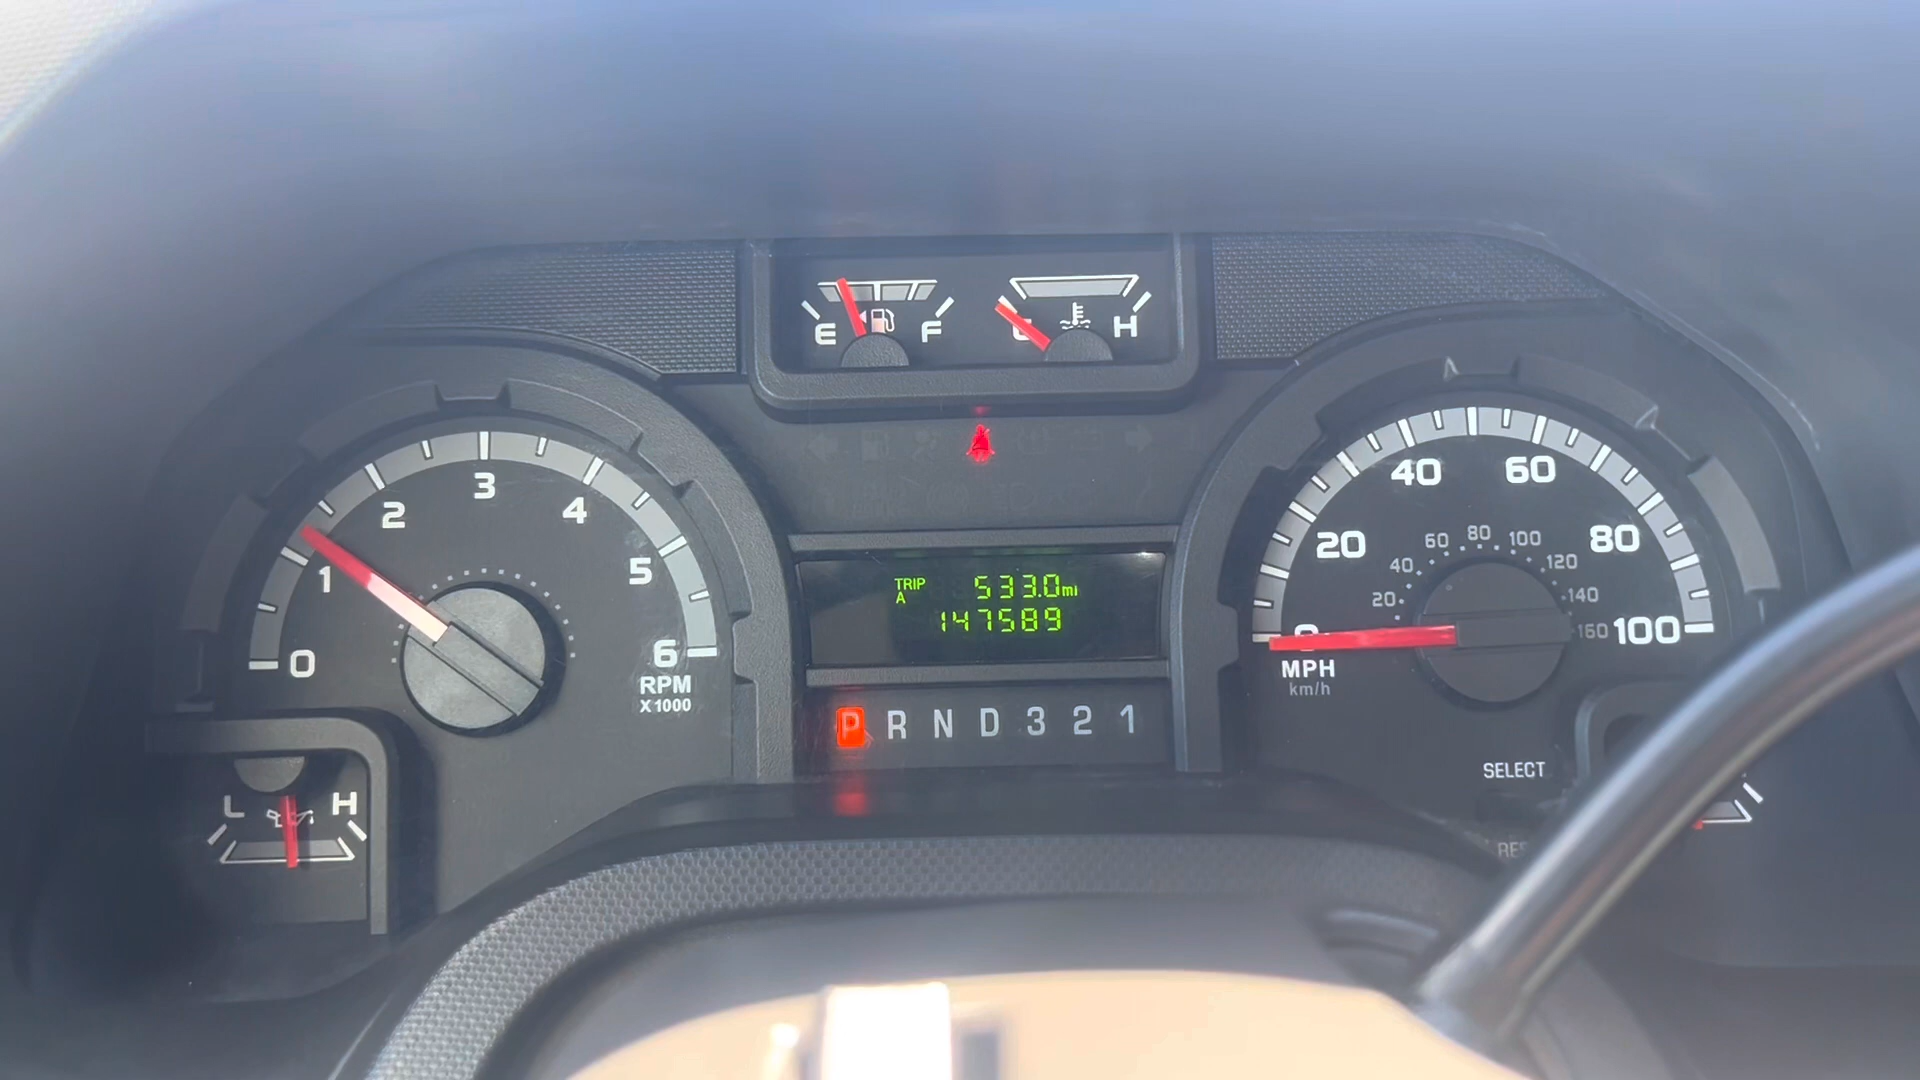 E F
H
0 1 2 3 4 5 6
RPM
X1000
TRIP 533.0mi
A
147589
P R N D 3 2 1
20 40 60 80 100
20 40 60 80 100 120 140 160
0
MPH
km/h
SELECT
L H